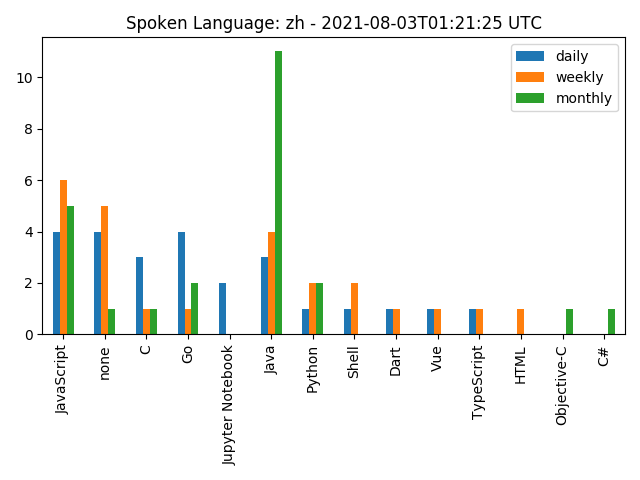 Spoken Language: zh - 2021-08-03T01:21:25 UTC
daily
weekly
monthly
10
8
6
4
2
0
JavaScript
none
C
Go
Jupyter Notebook
Java
Python
Shell
Dart
Vue
TypeScript
HTML
Objective-C
C#